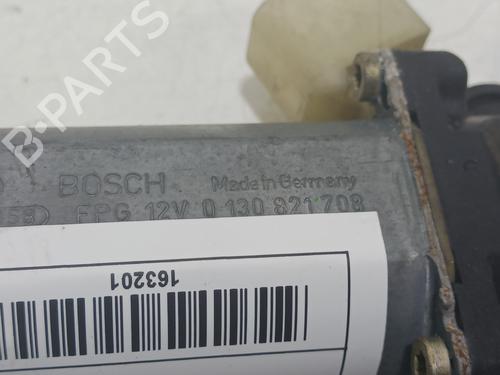 BOSCH Made in Germany
FPG 12V 0 130 821 708
163201
B-PARTS